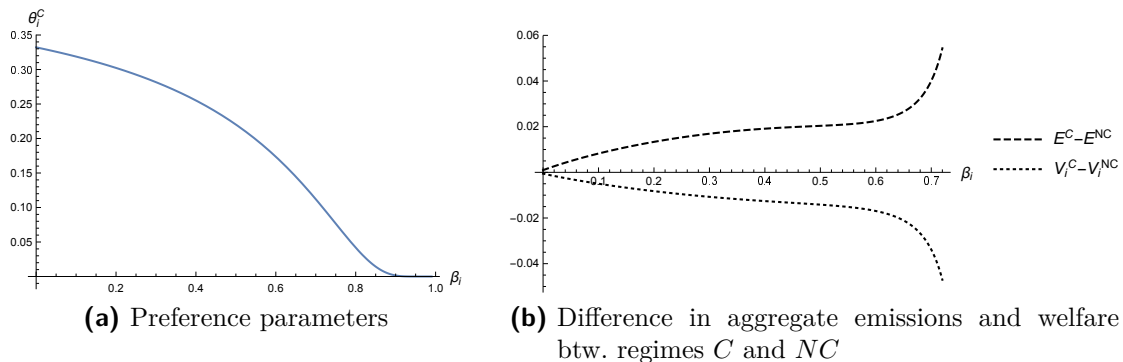 θ_i^C
0.35
0.30
0.25
0.20
0.15
0.10
0.05
0.2 0.4 0.6 0.8 1.0 β_i
(a) Preference parameters
0.06
0.04
0.02
-0.02
-0.04
0.1 0.2 0.3 0.4 0.5 0.6 0.7 β_i
E^C–E^NC
V_i^C–V_i^NC
(b) Difference in aggregate emissions and welfare
btw. regimes C and NC